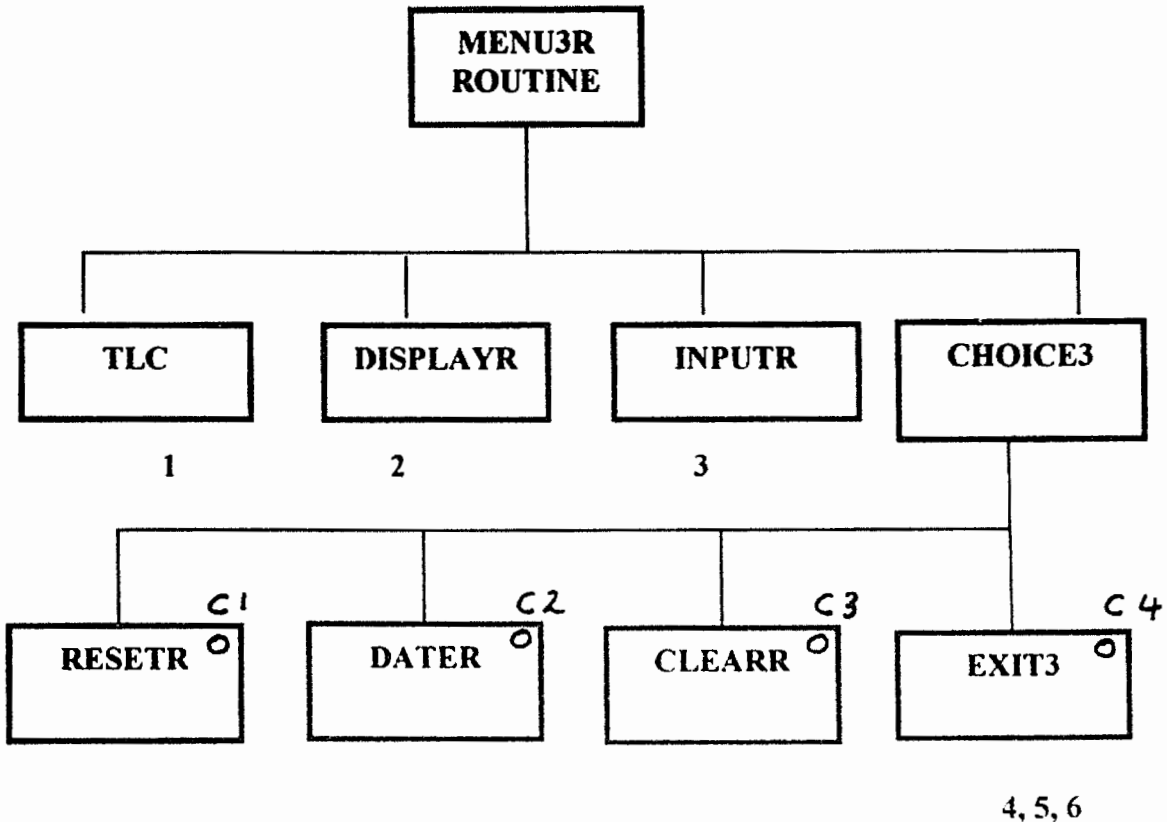 MENU3R
ROUTINE
TLC
DISPLAYR
INPUTR
CHOICE3
1
2
3
C1
C2
C3
C4
RESETR O
DATER O
CLEARR O
EXIT3 O
4, 5, 6